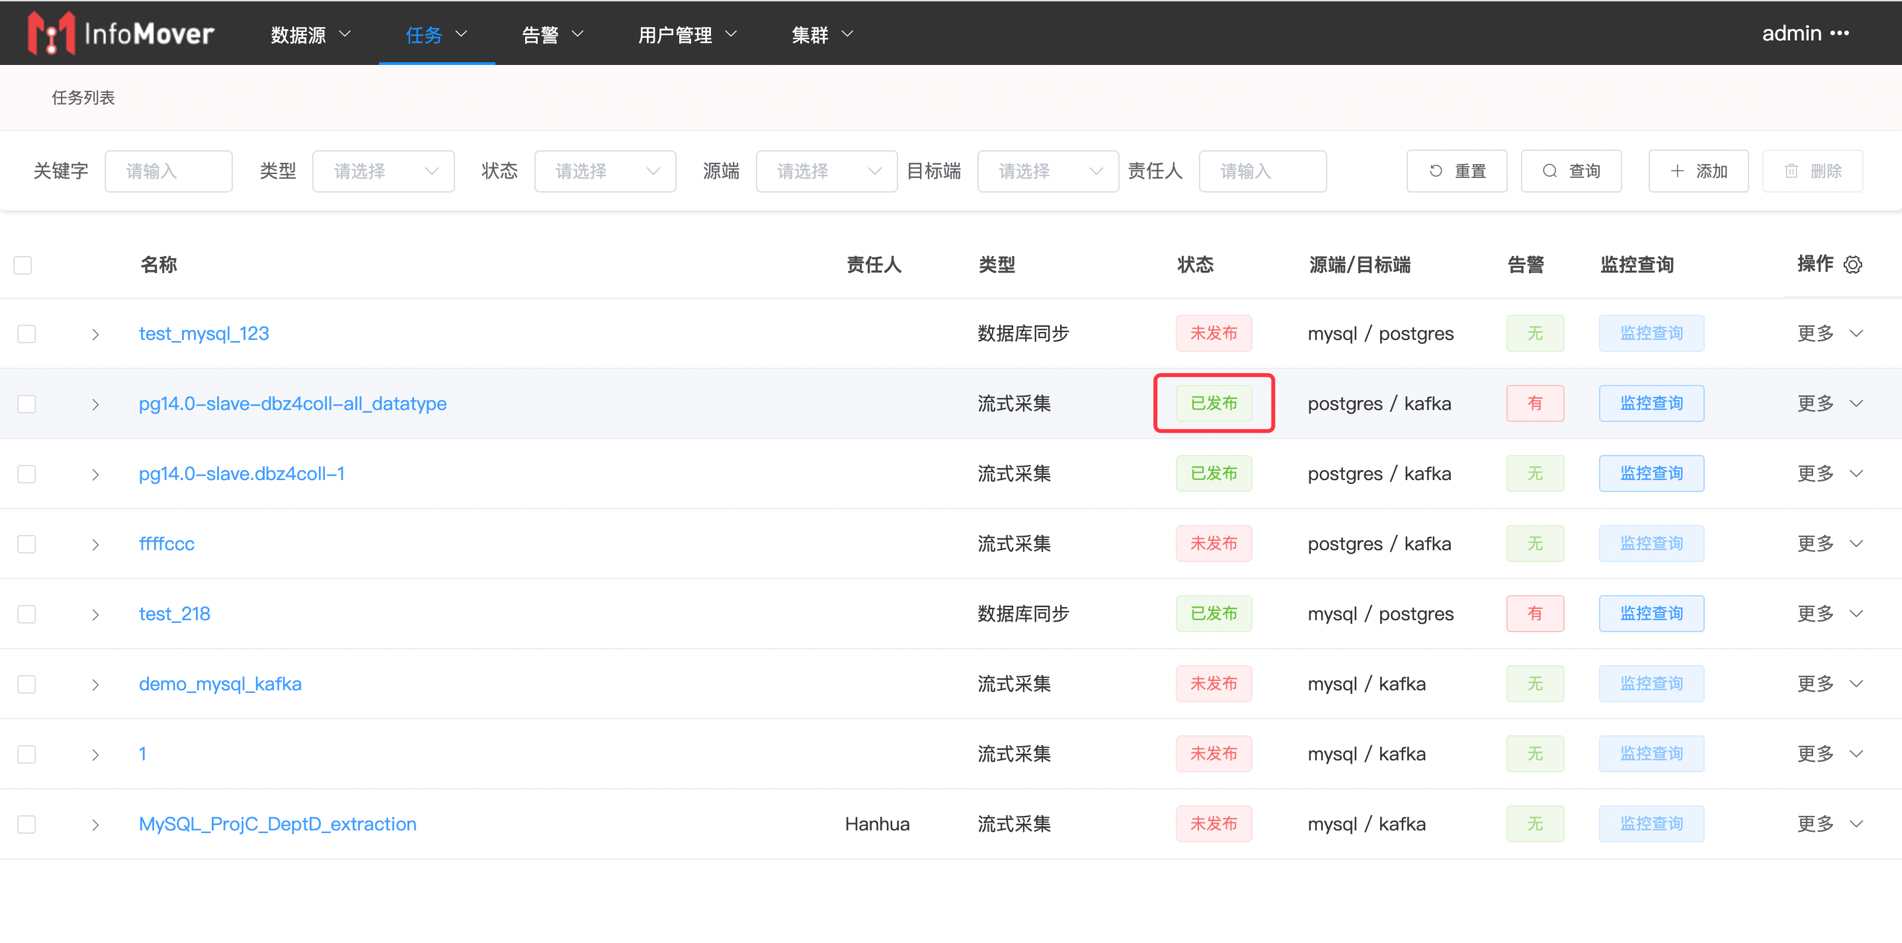 InfoMover 数据源 任务 告警 用户管理 集群 admin
任务列表
关键字 请输入 类型 请选择 状态 请选择 源端 请选择 目标端 请选择 责任人 请输入 重置 查询 添加 删除
名称 责任人 类型 状态 源端/目标端 告警 监控查询 操作
test_mysql_123 数据库同步 未发布 mysql / postgres 无 监控查询 更多
pg14.0-slave-dbz4coll-all_datatype 流式采集 已发布 postgres / kafka 有 监控查询 更多
pg14.0-slave.dbz4coll-1 流式采集 已发布 postgres / kafka 无 监控查询 更多
ffffccc 流式采集 未发布 postgres / kafka 无 监控查询 更多
test_218 数据库同步 已发布 mysql / postgres 有 监控查询 更多
demo_mysql_kafka 流式采集 未发布 mysql / kafka 无 监控查询 更多
1 流式采集 未发布 mysql / kafka 无 监控查询 更多
MySQL_ProjC_DeptD_extraction Hanhua 流式采集 未发布 mysql / kafka 无 监控查询 更多